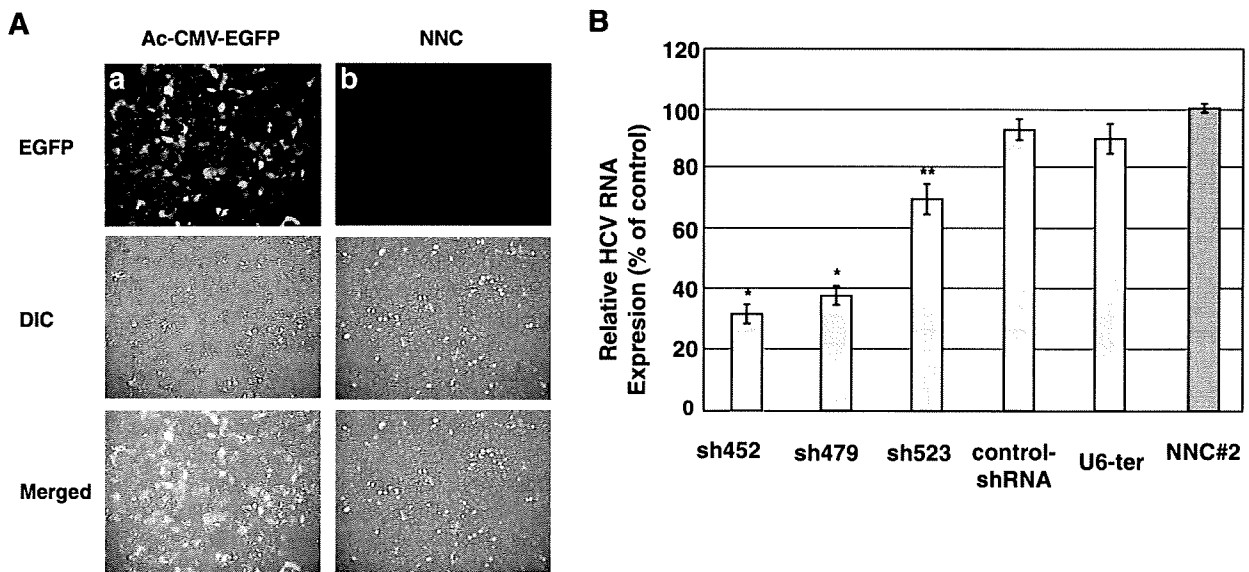 A
Ac-CMV-EGFP
NNC
a
b
EGFP
DIC
Merged
B
Relative HCV RNA
Expresion (% of control)
120
100
80
60
40
20
0
*
*
**
sh452
sh479
sh523
control-
shRNA
U6-ter
NNC#2